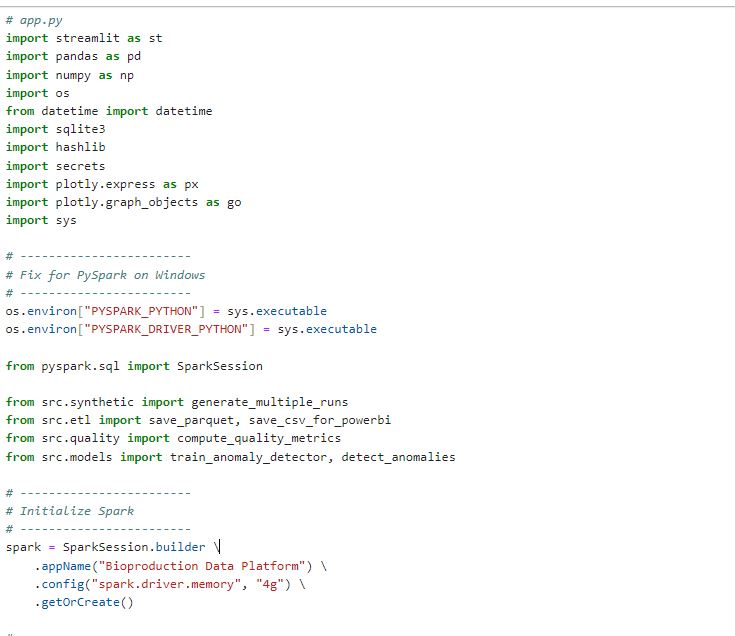 # app.py
import streamlit as st
import pandas as pd
import numpy as np
import os
from datetime import datetime
import sqlite3
import hashlib
import secrets
import plotly.express as px
import plotly.graph_objects as go
import sys
# ------------------------
# Fix for PySpark on Windows
# ------------------------
os.environ["PYSPARK_PYTHON"] = sys.executable
os.environ["PYSPARK_DRIVER_PYTHON"] = sys.executable
from pyspark.sql import SparkSession
from src.synthetic import generate_multiple_runs
from src.etl import save_parquet, save_csv_for_powerbi
from src.quality import compute_quality_metrics
from src.models import train_anomaly_detector, detect_anomalies
# ------------------------
# Initialize Spark
# ------------------------
spark = SparkSession.builder \
    .appName("Bioproduction Data Platform") \
    .config("spark.driver.memory", "4g") \
    .getOrCreate()